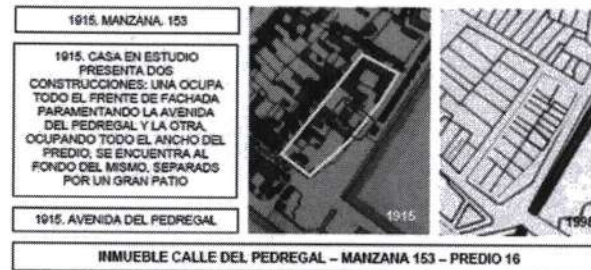 1915. MANZANA. 153
1915. CASA EN ESTUDIO
PRESENTA DOS
CONSTRUCCIONES: UNA OCUPA
TODO EL FRENTE DE FACHADA
PARAMENTANDO LA AVENIDA
DEL PEDREGAL Y LA OTRA,
OCUPANDO TODO EL ANCHO DEL
PREDIO, SE ENCUENTRA AL
FONDO DEL MISMO, SEPARADS
POR UN GRAN PATIO
1915. AVENIDA DEL PEDREGAL
1915
1998
INMUEBLE CALLE DEL PEDREGAL – MANZANA 153 – PREDIO 16